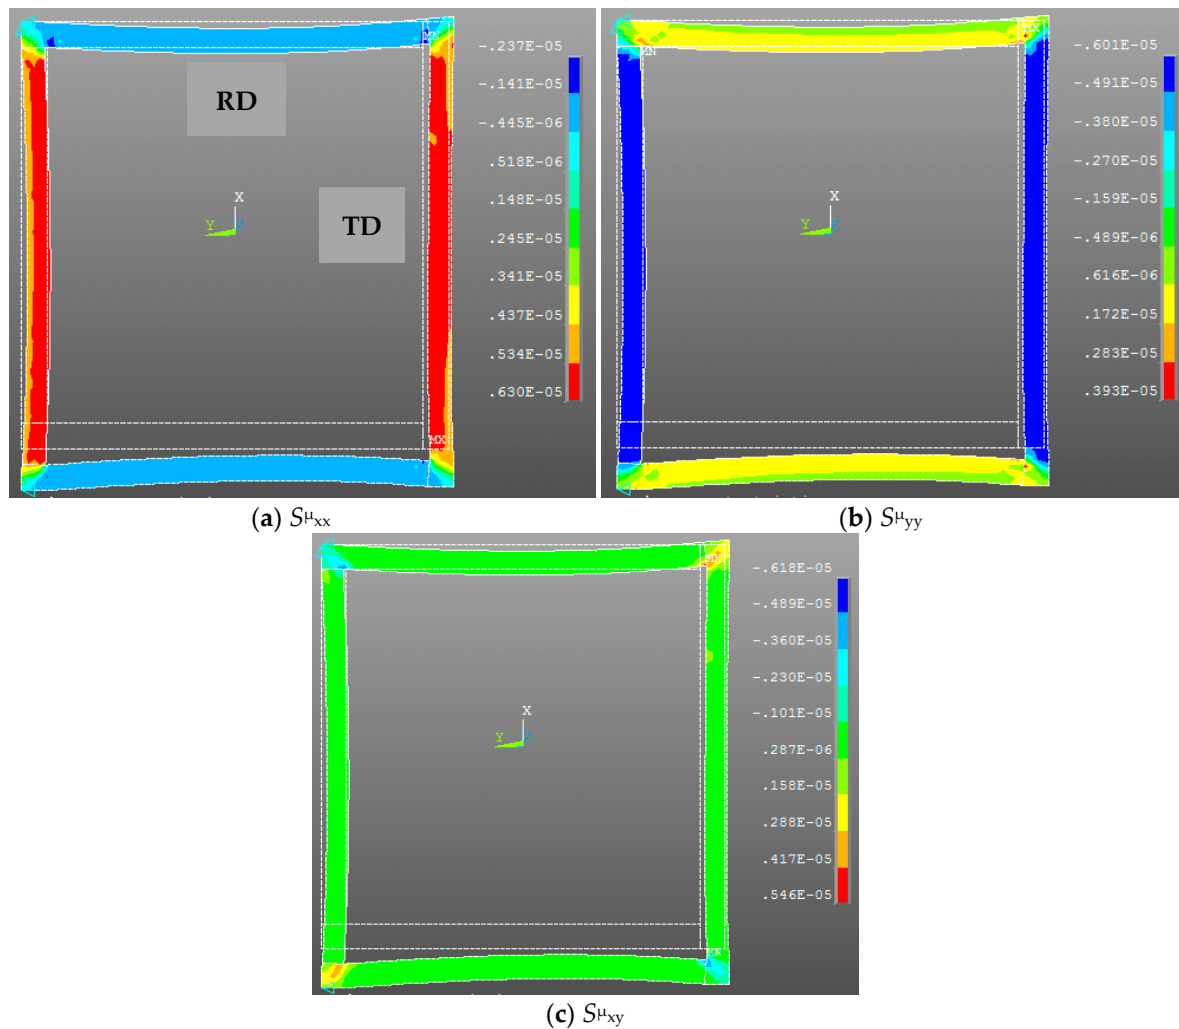 MN
-.237E-05
-.141E-05
-.445E-06
.518E-06
.148E-05
.245E-05
.341E-05
.437E-05
.534E-05
.630E-05
RD
TD
X
Y
Z
MX
(a) Sμxx
MX
MN
-.601E-05
-.491E-05
-.380E-05
-.270E-05
-.159E-05
-.489E-06
.616E-06
.172E-05
.283E-05
.393E-05
X
Y
Z
(b) Sμyy
MX
-.618E-05
-.489E-05
-.360E-05
-.230E-05
-.101E-05
.287E-06
.158E-05
.288E-05
.417E-05
.546E-05
X
Y
Z
MN
(c) Sμxy